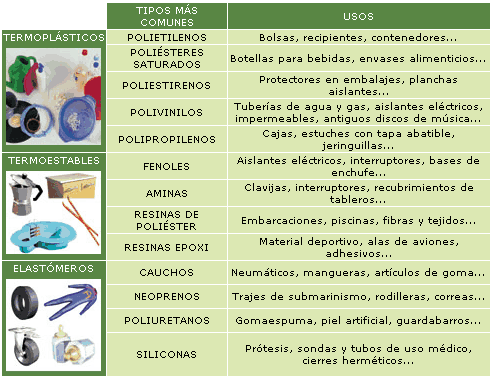 TIPOS MÁS
COMUNES
USOS
TERMOPLÁSTICOS
POLIETILENOS
Bolsas, recipientes, contenedores...
POLIÉSTERES
SATURADOS
Botellas para bebidas, envases alimenticios...
POLIESTIRENOS
Protectores en embalajes, planchas
aislantes...
POLIVINILOS
Tuberías de agua y gas, aislantes eléctricos,
impermeables, antiguos discos de música...
POLIPROPILENOS
Cajas, estuches con tapa abatible,
jeringuillas...
TERMOESTABLES
FENOLES
Aislantes eléctricos, interruptores, bases de
enchufe...
AMINAS
Clavijas, interruptores, recubrimientos de
tableros...
RESINAS DE
POLIÉSTER
Embarcaciones, piscinas, fibras y tejidos...
RESINAS EPOXI
Material deportivo, alas de aviones,
adhesivos...
ELASTÓMEROS
CAUCHOS
Neumáticos, mangueras, artículos de goma...
NEOPRENOS
Trajes de submarinismo, rodilleras, correas...
POLIURETANOS
Gomaespuma, piel artificial, guardabarros...
SILICONAS
Prótesis, sondas y tubos de uso médico,
cierres herméticos...